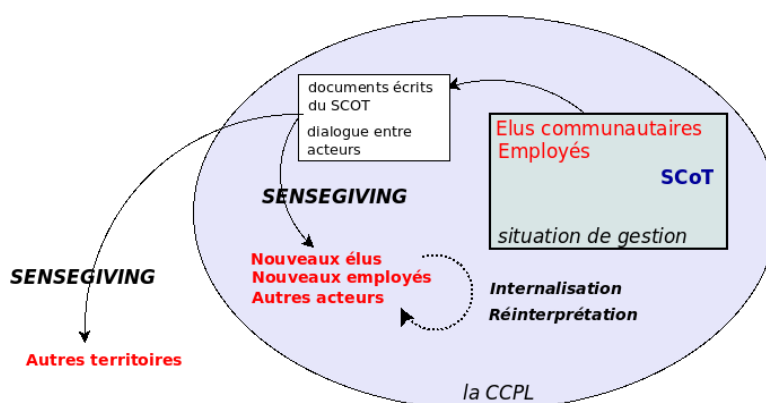 documents écrits
du SCOT
dialogue entre
acteurs
Elus communautaires
Employés
SCoT
situation de gestion
SENSEGIVING
SENSEGIVING
Nouveaux élus
Nouveaux employés
Autres acteurs
Internalisation
Réinterprétation
Autres territoires
la CCPL